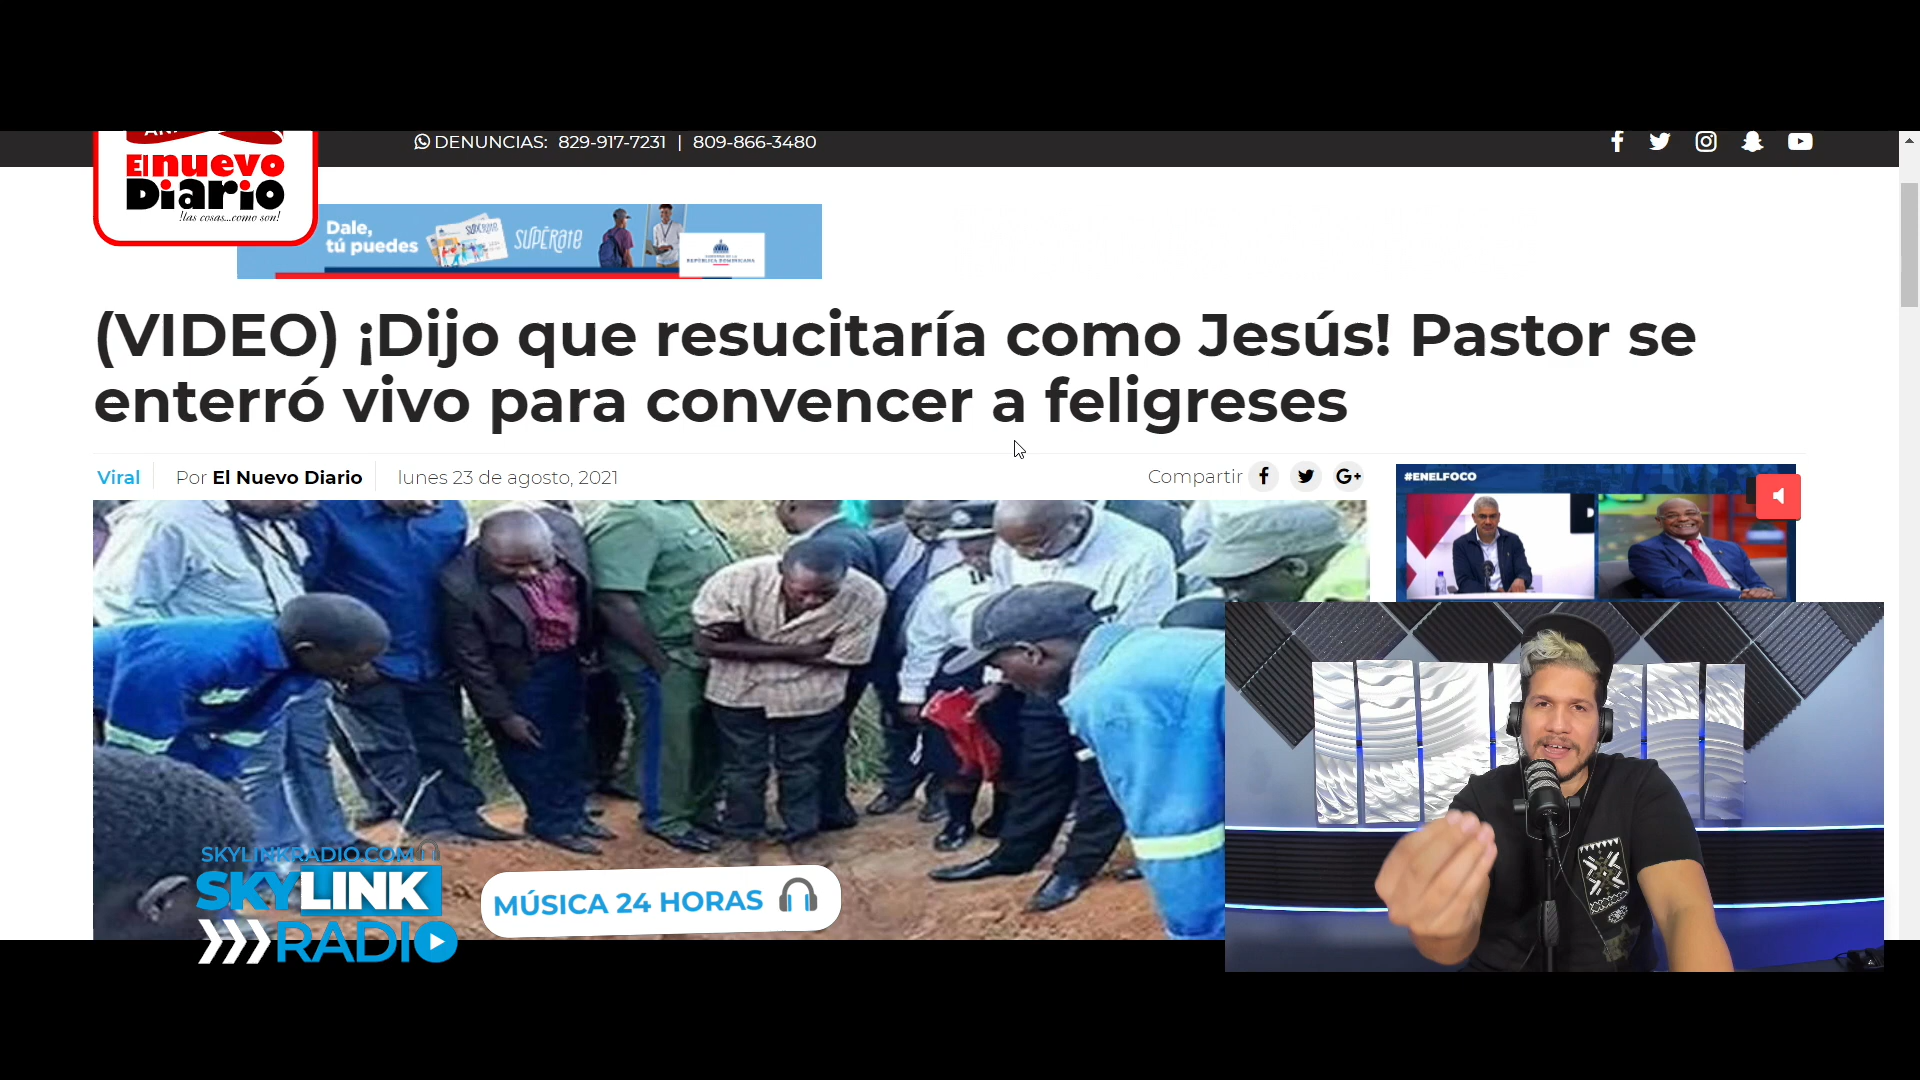 El nuevo
Diario
!las cosas...como son!
DENUNCIAS: 829-917-7231 | 809-866-3480
Dale,
tú puedes
SUPÉRATE
REPÚBLICA DOMINICANA
(VIDEO) ¡Dijo que resucitaría como Jesús! Pastor se
enterró vivo para convencer a feligreses
Viral
Por El Nuevo Diario
lunes 23 de agosto, 2021
Compartir
#ENELFOCO
SKYLINKRADIO.COM
SKYLINK
RADIO
MÚSICA 24 HORAS